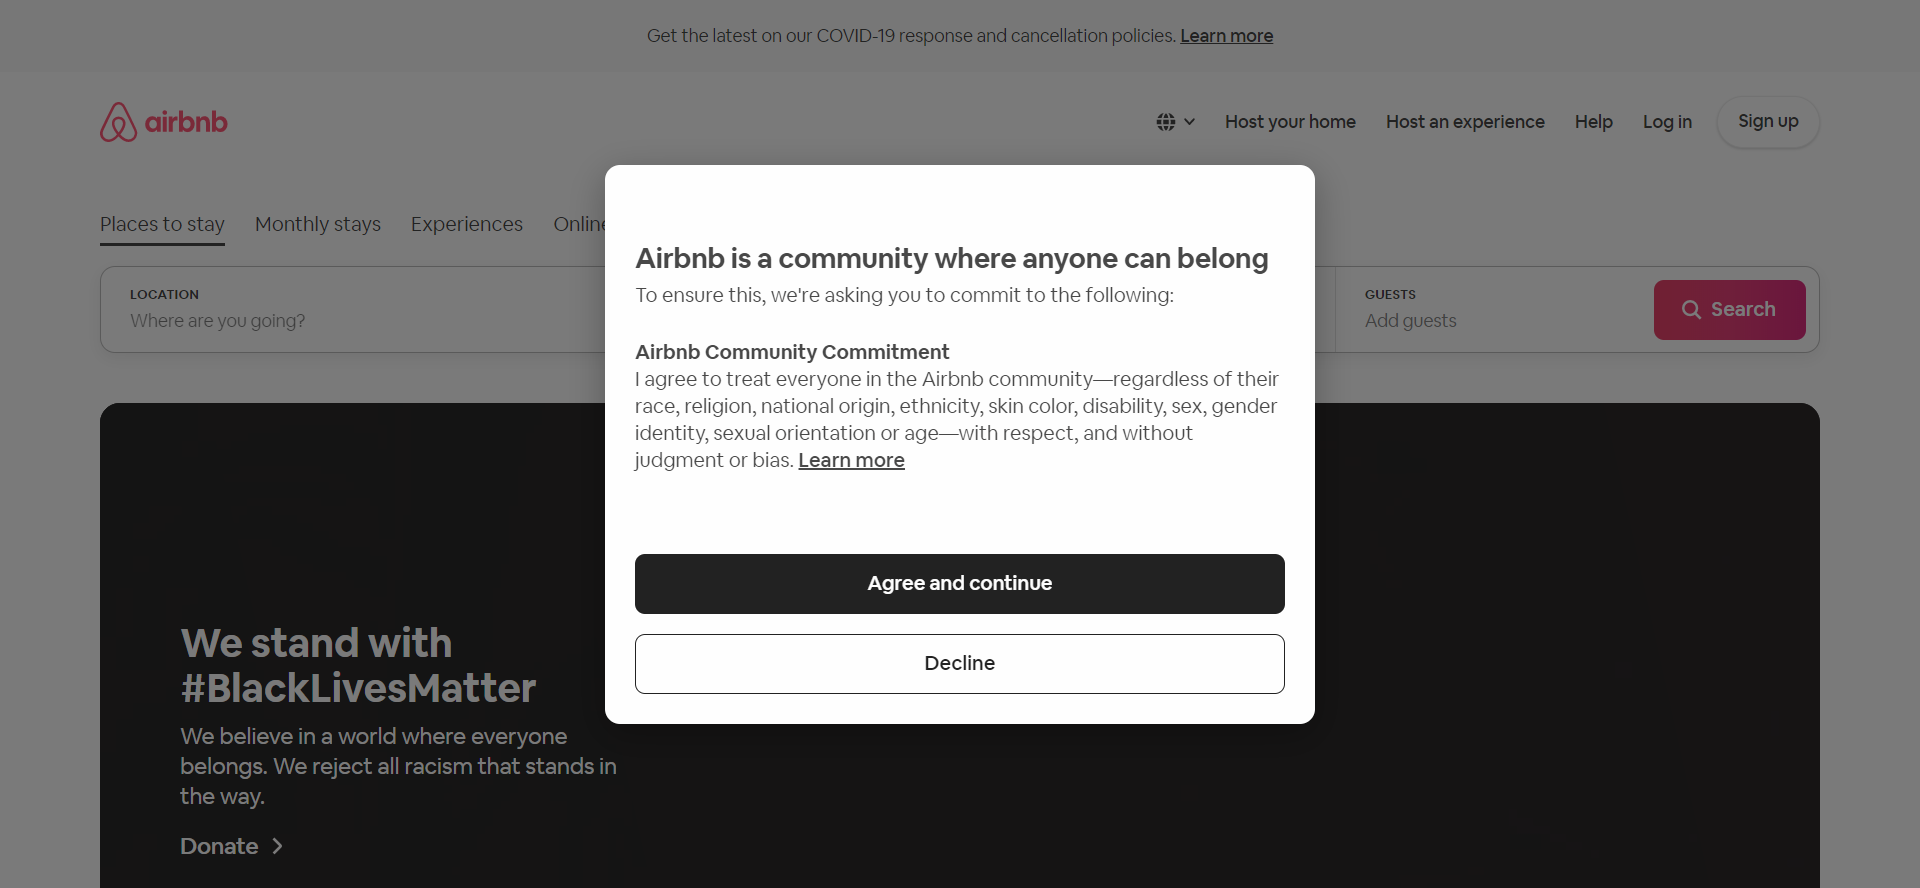 Get the latest on our COVID-19 response and cancellation policies. Learn more
airbnb
Host your home
Host an experience
Help
Log in
Sign up
Places to stay
Monthly stays
Experiences
LOCATION
Where are you going?
GUESTS
Add guests
Search
Airbnb is a community where anyone can belong
To ensure this, we're asking you to commit to the following:
Airbnb Community Commitment
I agree to treat everyone in the Airbnb community—regardless of their
race, religion, national origin, ethnicity, skin color, disability, sex, gender
identity, sexual orientation or age—with respect, and without
judgment or bias. Learn more
Agree and continue
Decline
We stand with
#BlackLivesMatter
We believe in a world where everyone
belongs. We reject all racism that stands in
the way.
Donate